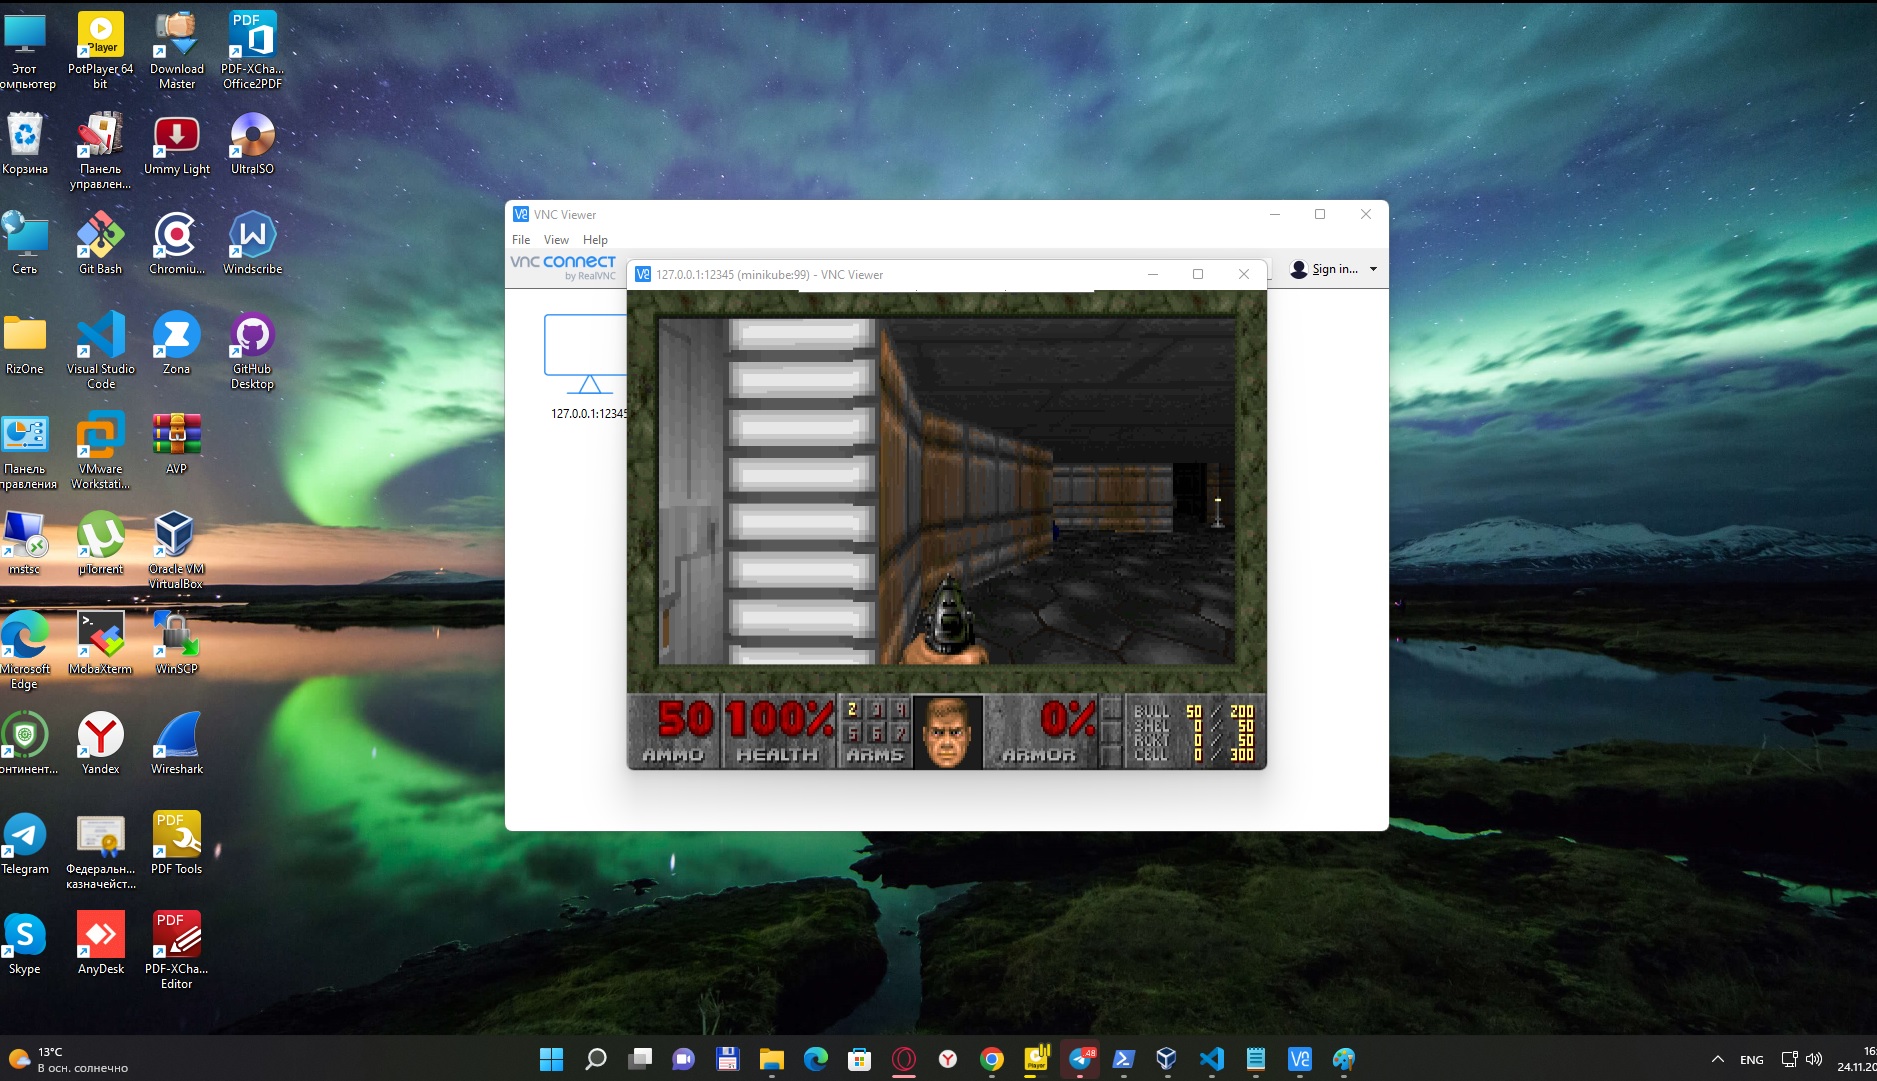 Этот
омпьютер
PotPlayer 64
bit
Download
Master
PDF-XCha...
Office2PDF
Корзина
Панель
управлен...
Ummy Light
UltraISO
Сеть
Git Bash
Chromiu...
Windscribe
RizOne
Visual Studio
Code
Zona
GitHub
Desktop
Панель
правления
VMware
Workstati...
AVP
mstsc
µTorrent
Oracle VM
VirtualBox
Microsoft
Edge
MobaXterm
WinSCP
онтинент...
Yandex
Wireshark
Telegram
Федеральн...
казначейст...
PDF Tools
Skype
AnyDesk
PDF-XCha...
Editor
VNC Viewer
File View Help
VNC CONNECT
by RealVNC
Sign in...
127.0.0.1:12345 (minikube:99) - VNC Viewer
127.0.0.1:12345
50 100% 2 3 4 0% BULL 50 / 200
5 6 7 SHEL 0 / 50
RCKT 0 / 50
AMMO HEALTH ARMS ARMOR CELL 0 / 300
13°C
В осн. солнечно
48
ENG
16:
24.11.20